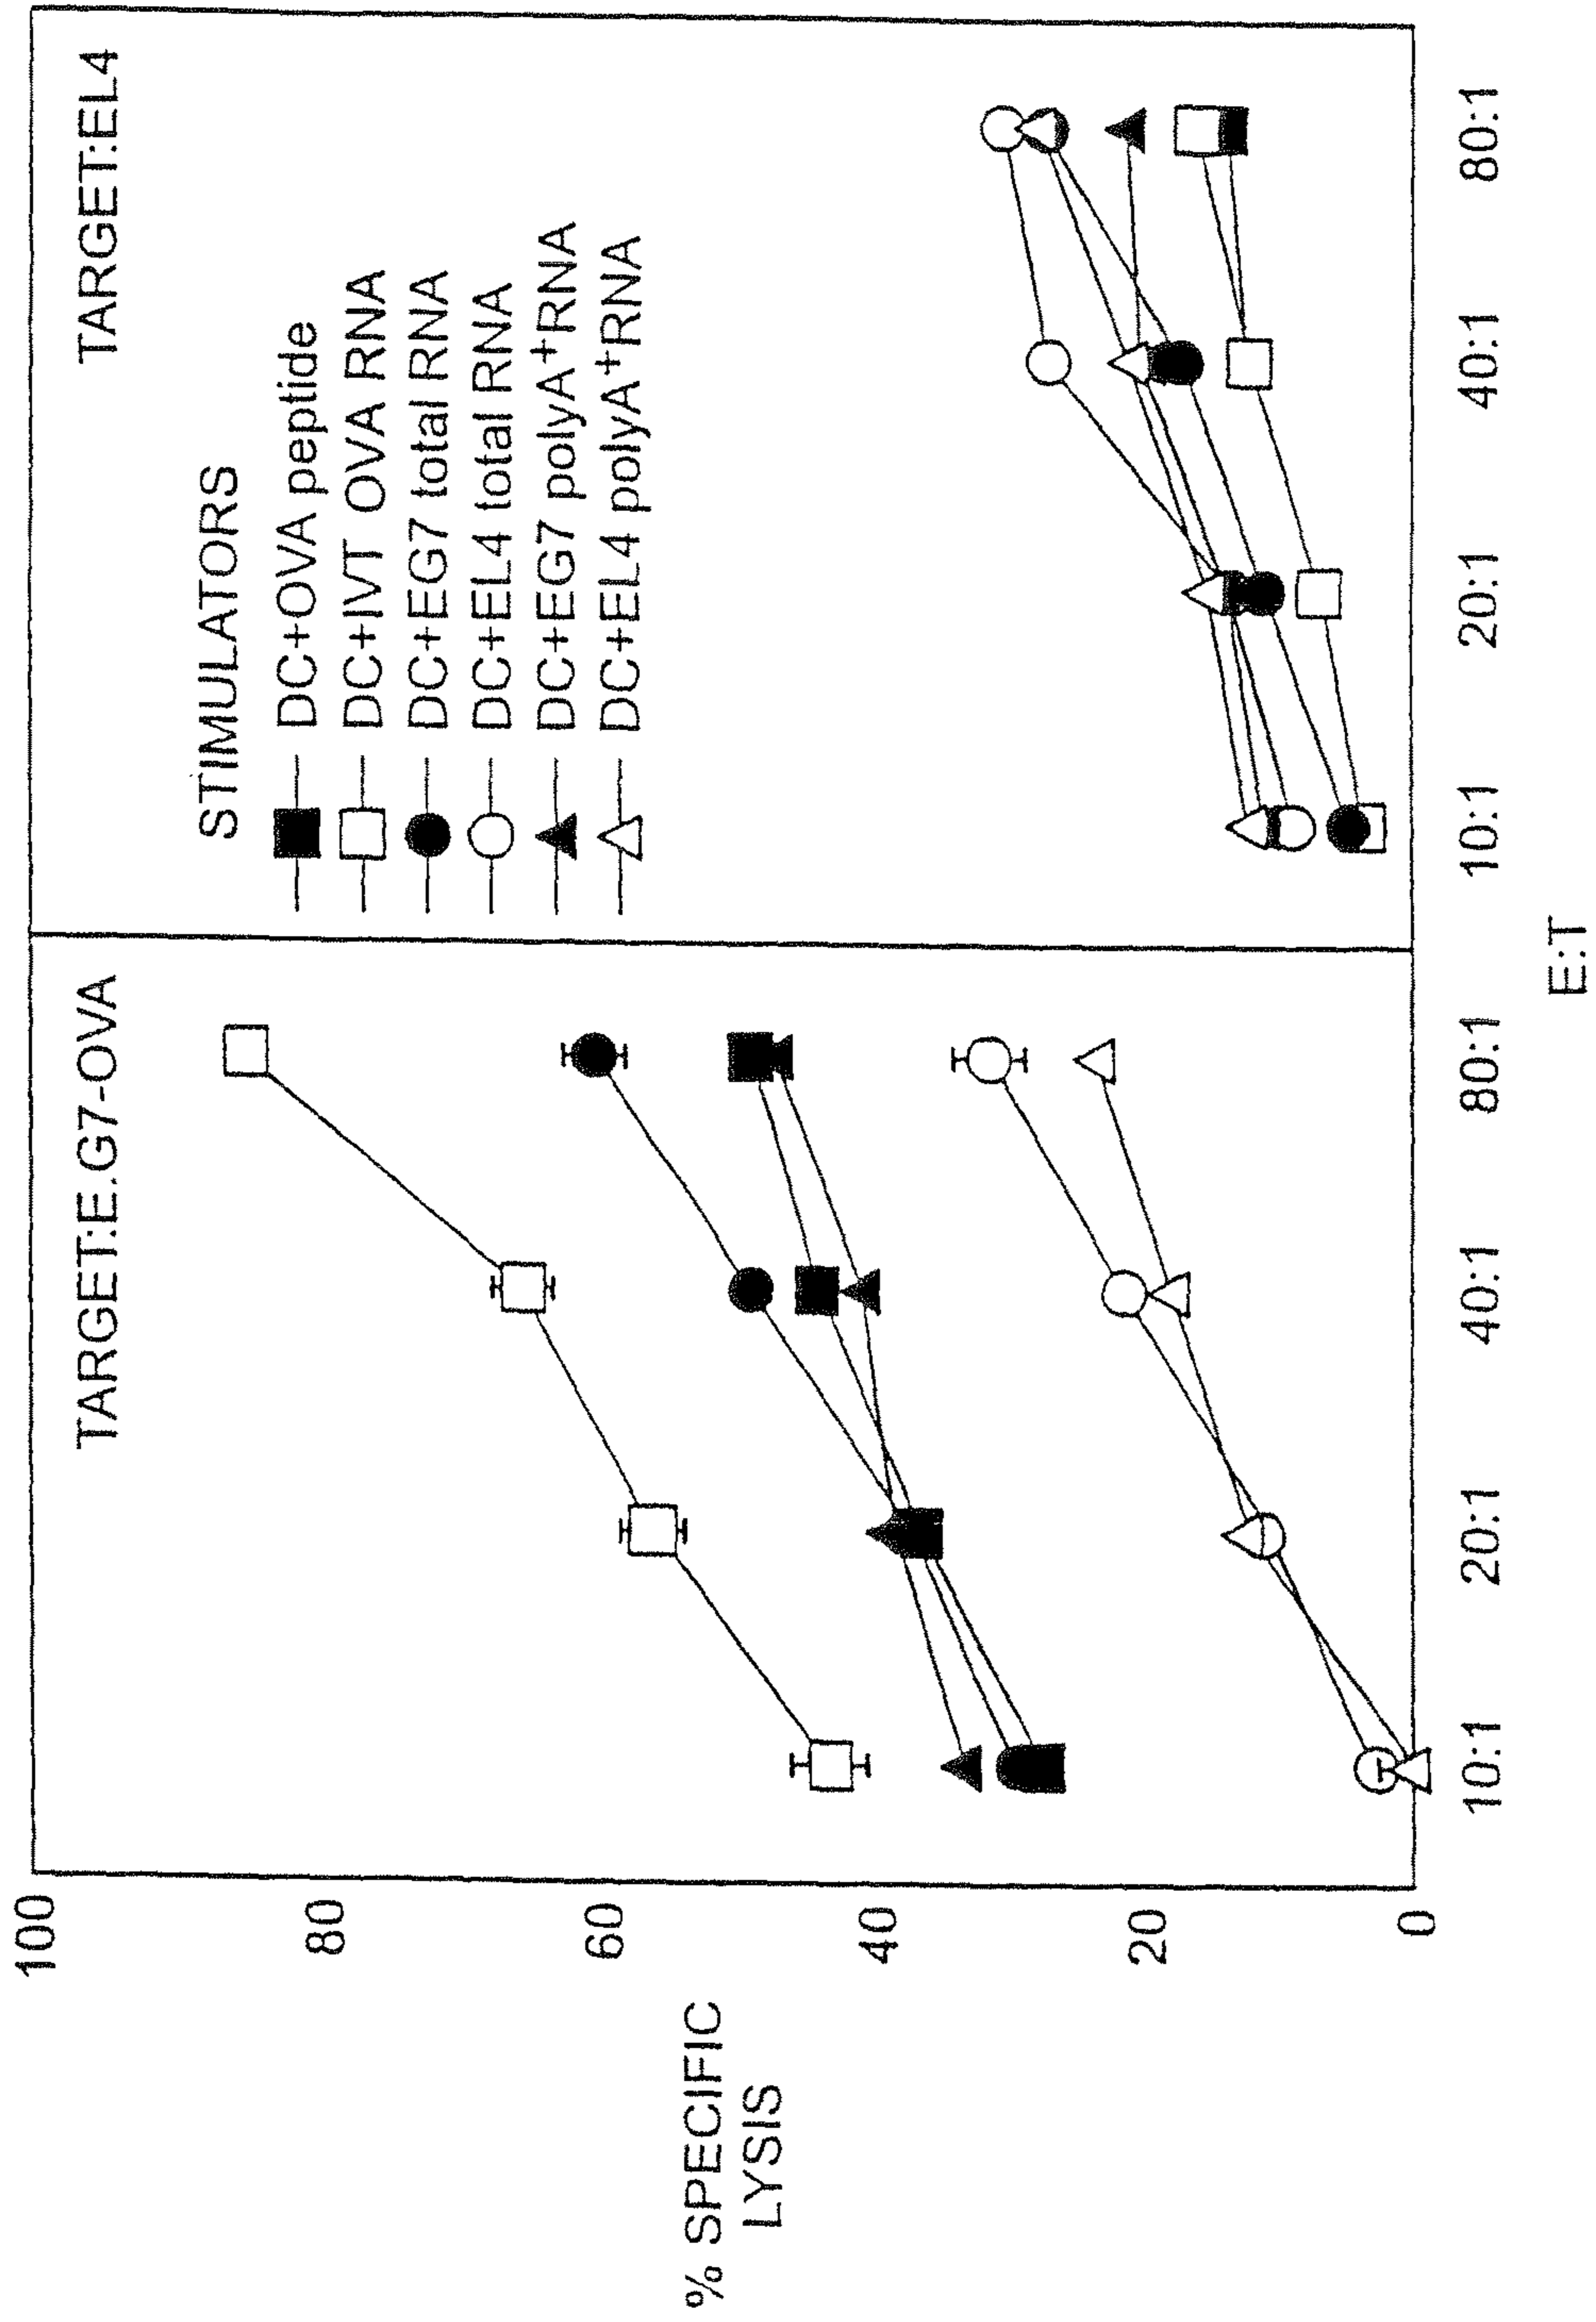 TARGET:E.G7-OVA
TARGET:EL4
STIMULATORS
DC+OVA peptide
DC+IVT OVA RNA
DC+EG7 total RNA
DC+EL4 total RNA
DC+EG7 polyA+RNA
DC+EL4 polyA+RNA
% SPECIFIC
LYSIS
100
80
60
40
20
0
10:1 20:1 40:1 80:1 10:1 20:1 40:1 80:1
E:T